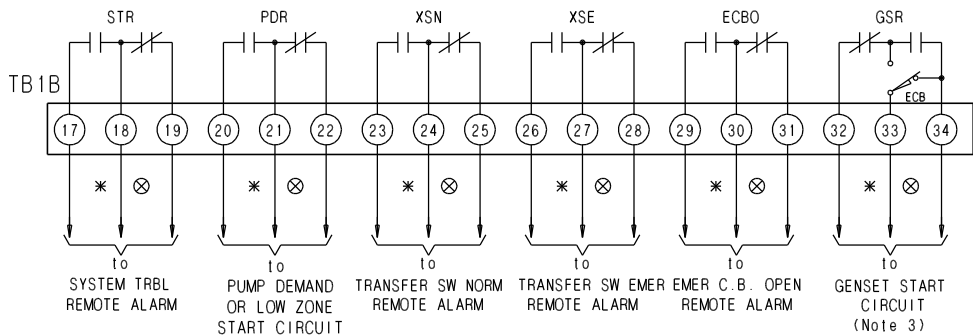 STR PDR XSN XSE ECBO GSR
TB1B
ECB
17 18 19 20 21 22 23 24 25 26 27 28 29 30 31 32 33 34
to to to to to to
SYSTEM TRBL PUMP DEMAND TRANSFER SW NORM TRANSFER SW EMER EMER C.B. OPEN GENSET START
REMOTE ALARM OR LOW ZONE REMOTE ALARM REMOTE ALARM REMOTE ALARM CIRCUIT
START CIRCUIT (Note 3)